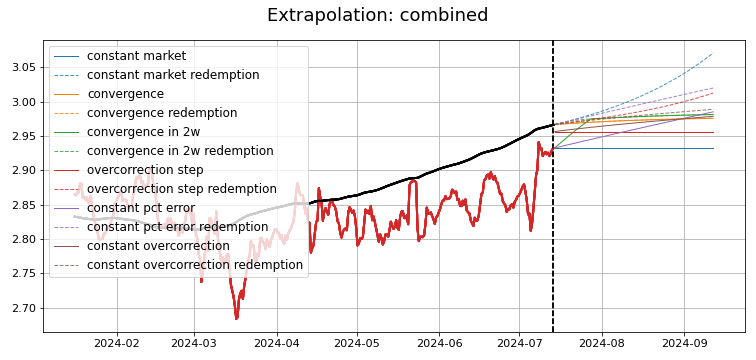 Extrapolation: combined
3.05
3.00
2.95
2.90
2.85
2.80
2.75
2.70
constant market
constant market redemption
convergence
convergence redemption
convergence in 2w
convergence in 2w redemption
overcorrection step
overcorrection step redemption
constant pct error
constant pct error redemption
constant overcorrection
constant overcorrection redemption
2024-02 2024-03 2024-04 2024-05 2024-06 2024-07 2024-08 2024-09